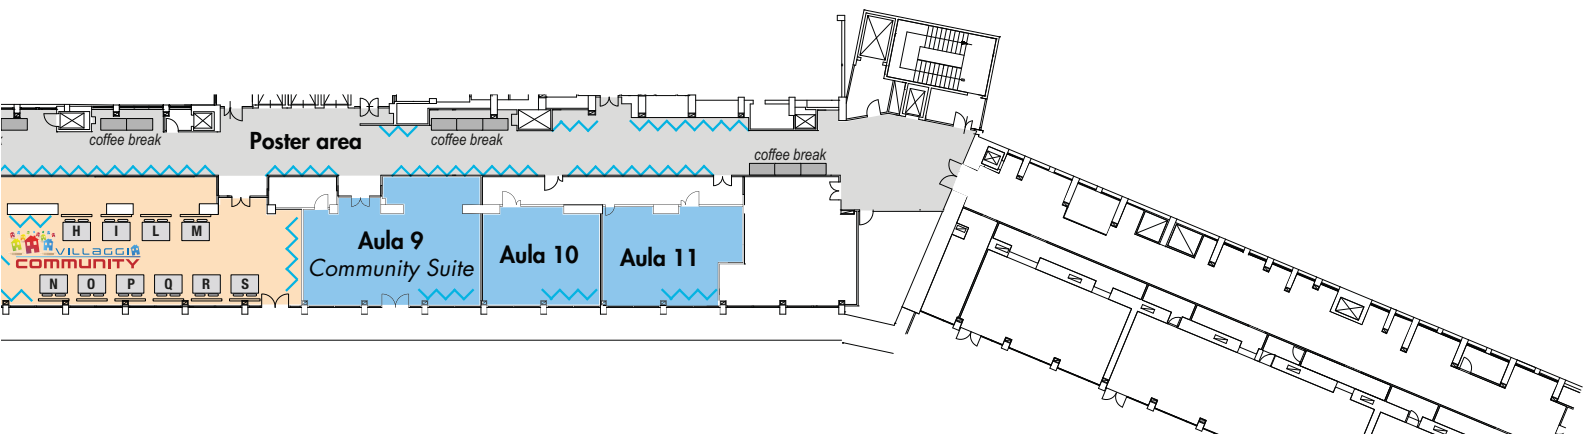 coffee break
Poster area
coffee break
coffee break
H I L M
VILLAGGIO
COMMUNITY
N O P Q R S
Aula 9
Community Suite
Aula 10
Aula 11